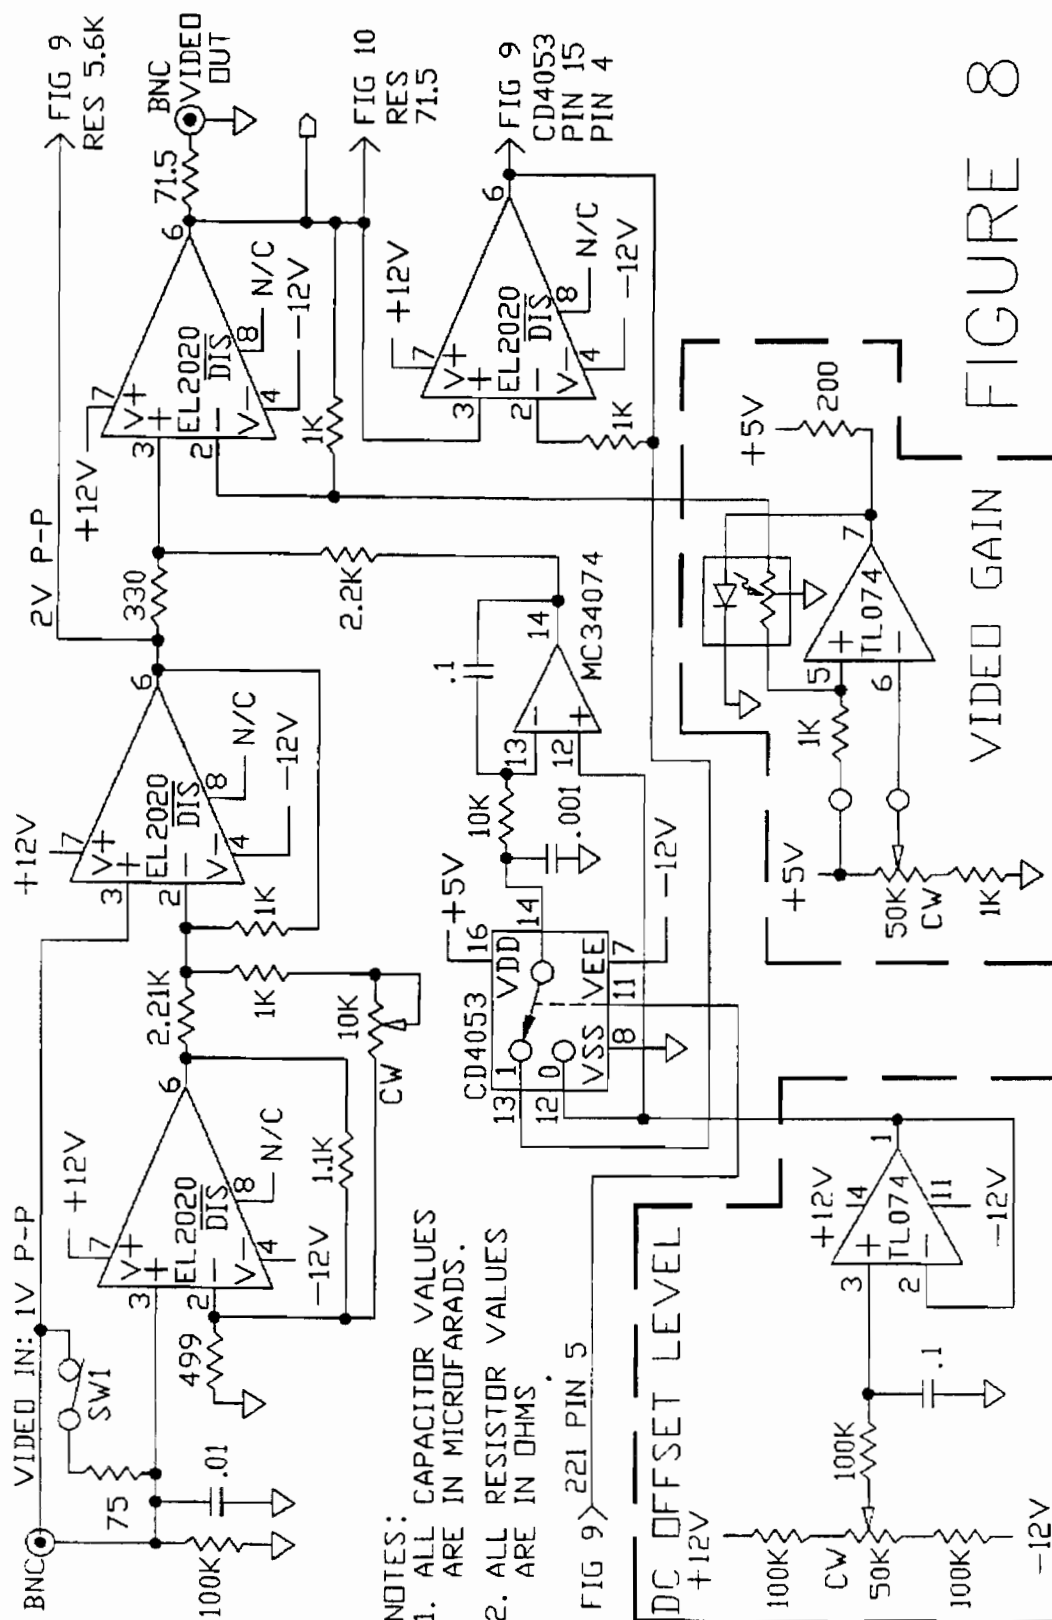 BNC
VIDEO IN: 1V P-P
SW1
75
100K
.01
+12V
7
V+
3
+
EL2020
DIS
2
−
V−
4
−12V
8
N/C
6
499
1.1K
2.21K
1K
10K
CW
1K
+12V
7
V+
3
+
EL2020
DIS
2
−
V−
4
−12V
8
N/C
6
2V P-P
330
2.2K
FIG 9
RES 5.6K
+12V
7
V+
3
+
EL2020
DIS
2
−
V−
4
−12V
8
N/C
6
71.5
BNC
VIDEO
OUT
1K
D
FIG 10
RES
71.5
+12V
7
V+
3
+
EL2020
DIS
2
−
V−
4
−12V
8
N/C
6
1K
FIG 9
CD4053
PIN 15
PIN 4
NOTES:
1. ALL CAPACITOR VALUES
ARE IN MICROFARADS.
2. ALL RESISTOR VALUES
ARE IN OHMS
FIG 9
221 PIN 5
CD4053
+5V
16
VDD
14
13
1
12
0
VSS
8
VEE
11
7
−12V
10K
.001
.1
13
−
12
+
14
MC34074
DC OFFSET LEVEL
+12V
100K
CW
50K
100K
−12V
100K
.1
3
+
2
−
TL074
+12V
4
11
−12V
1
+5V
50K
CW
1K
1K
5
+
6
−
TL074
7
+5V
200
VIDEO GAIN
FIGURE 8